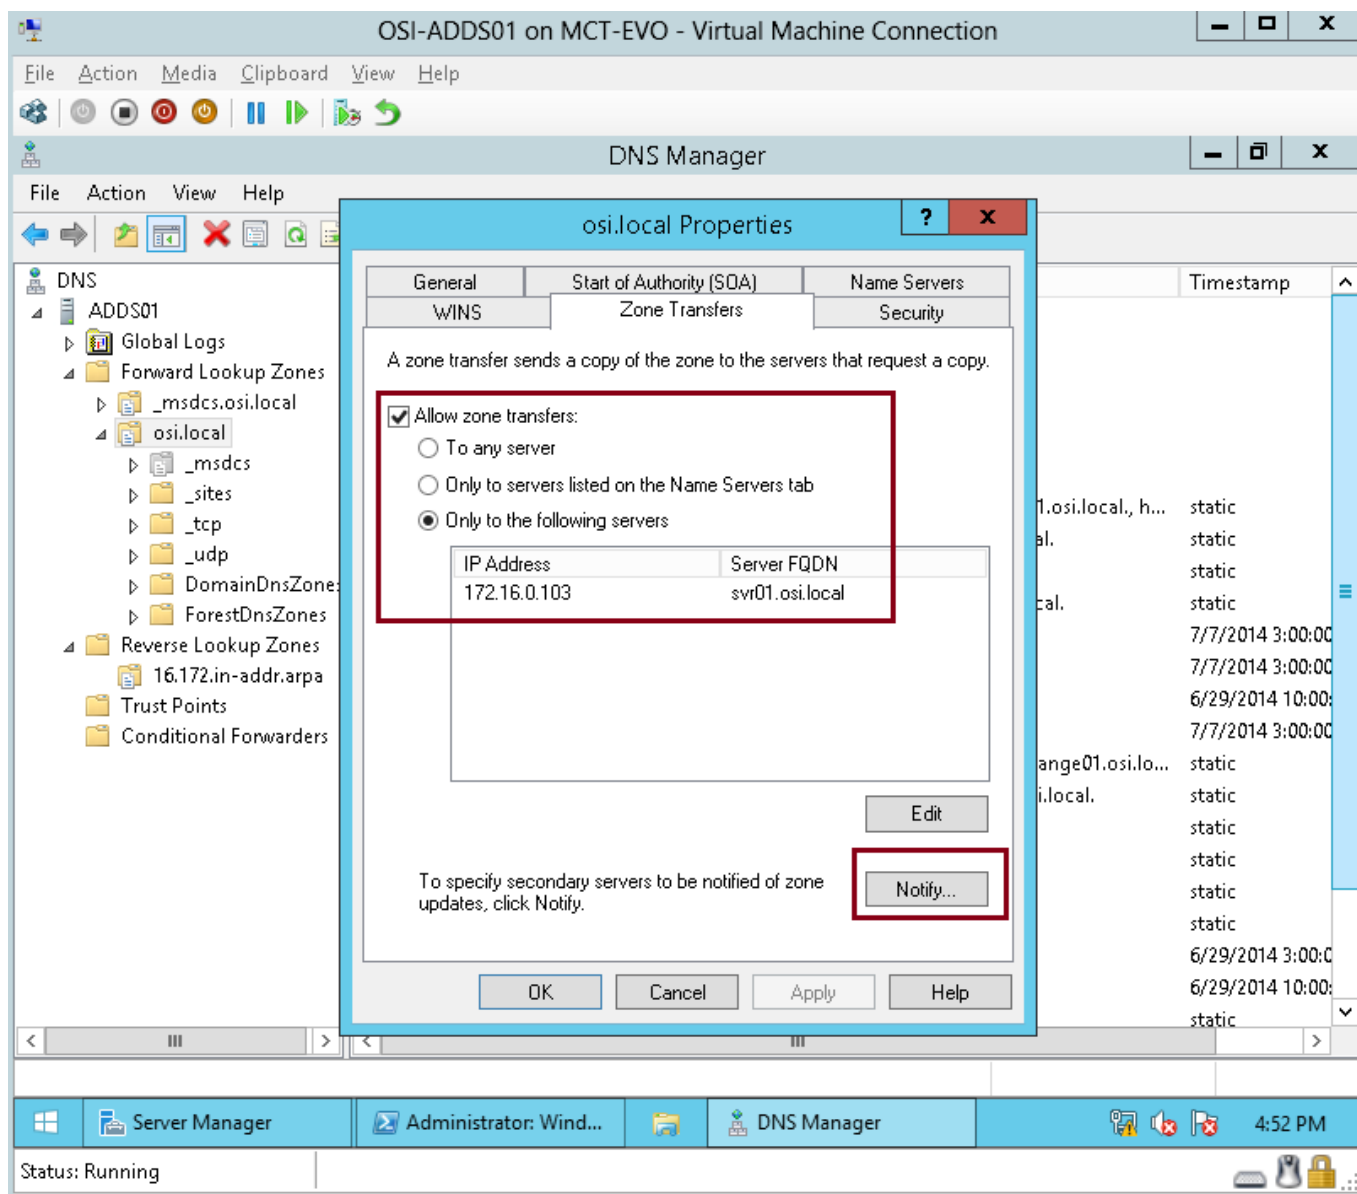 OSI-ADDS01 on MCT-EVO - Virtual Machine Connection
File Action Media Clipboard View Help
DNS Manager
File Action View Help
osi.local Properties
?
DNS
ADDS01
Global Logs
Forward Lookup Zones
_msdcs.osi.local
osi.local
_msdcs
_sites
_tcp
_udp
DomainDnsZone
ForestDnsZones
Reverse Lookup Zones
16.172.in-addr.arpa
Trust Points
Conditional Forwarders
General Start of Authority (SOA) Name Servers
WINS Zone Transfers Security
A zone transfer sends a copy of the zone to the servers that request a copy.
Allow zone transfers:
To any server
Only to servers listed on the Name Servers tab
Only to the following servers
IP Address Server FQDN
172.16.0.103 svr01.osi.local
Edit
To specify secondary servers to be notified of zone
updates, click Notify.
Notify...
OK Cancel Apply Help
Timestamp
1.osi.local., h... static
al. static
static
cal. static
7/7/2014 3:00:00
7/7/2014 3:00:00
6/29/2014 10:00:
7/7/2014 3:00:00
ange01.osi.lo... static
i.local. static
static
static
static
static
6/29/2014 3:00:0
6/29/2014 10:00:
static
Server Manager Administrator: Wind... DNS Manager 4:52 PM
Status: Running